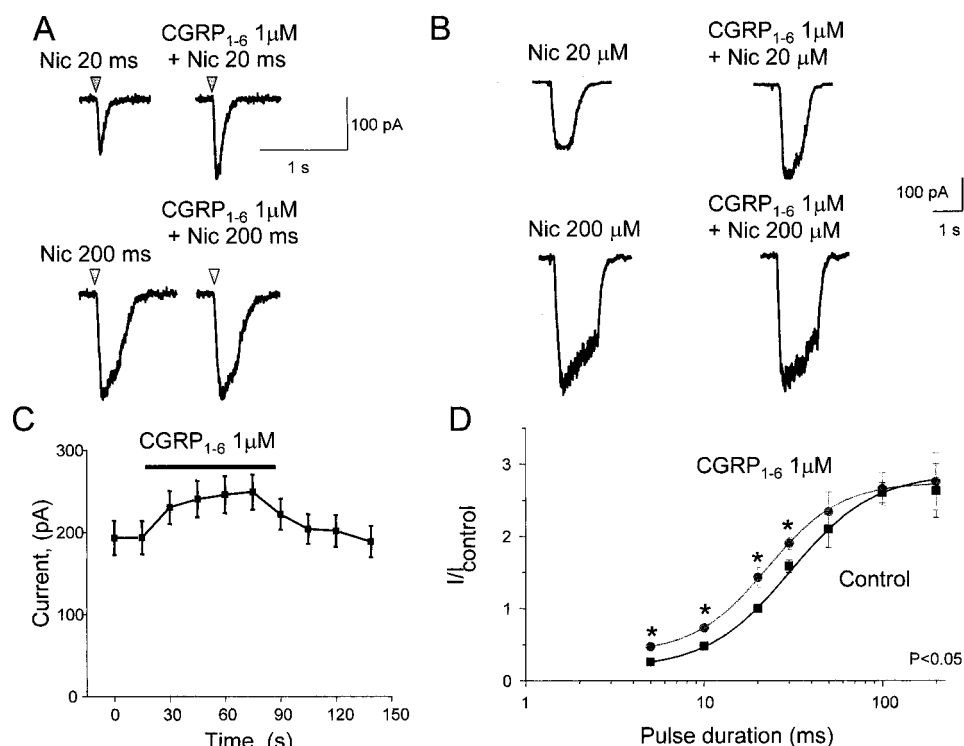 A
Nic 20 ms
CGRP1-6 1μM
+ Nic 20 ms
100 pA
1 s
Nic 200 ms
CGRP1-6 1μM
+ Nic 200 ms
B
Nic 20 μM
CGRP1-6 1μM
+ Nic 20 μM
100 pA
1 s
Nic 200 μM
CGRP1-6 1μM
+ Nic 200 μM
C
CGRP1-6 1μM
Current, (pA)
300
200
100
0
0 30 60 90 120 150
Time, (s)
D
CGRP1-6 1μM
I/Icontrol
3
2
1
0
* * * *
Control
P<0.05
1 10 100
Pulse duration (ms)